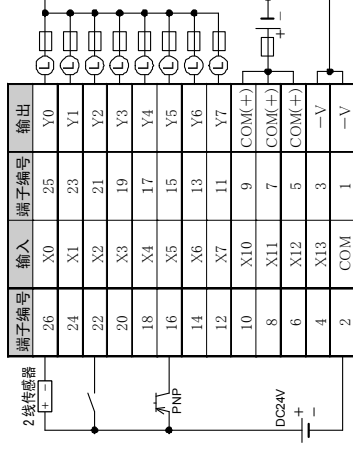 端子编号 输入 端子编号 输出
26 X0 25 Y0
24 X1 23 Y1
22 X2 21 Y2
20 X3 19 Y3
18 X4 17 Y4
16 X5 15 Y5
14 X6 13 Y6
12 X7 11 Y7
10 X10 9 COM(+)
8 X11 7 COM(+)
6 X12 5 COM(+)
4 X13 3 －V
2 COM 1 －V
2 线传感器
+ −
PNP
DC24V
+ −
L
L
L
L
L
L
L
L
+ −